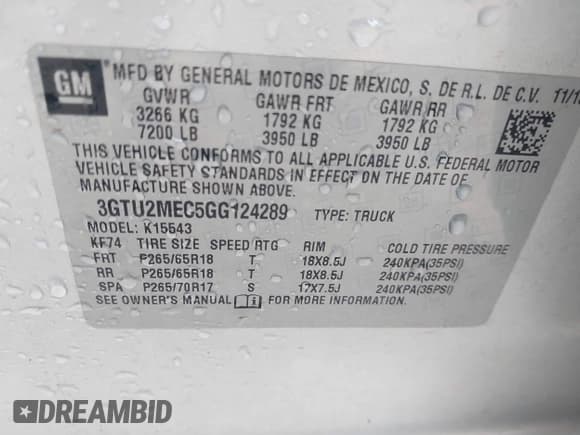 GM
MFD BY GENERAL MOTORS DE MEXICO, S. DE R.L. DE C.V. 11/1
GVWR GAWR FRT GAWR RR
3266 KG 1792 KG 1792 KG
7200 LB 3950 LB 3950 LB
THIS VEHICLE CONFORMS TO ALL APPLICABLE U.S. FEDERAL MOTOR
VEHICLE SAFETY STANDARDS IN EFFECT ON THE DATE OF
MANUFACTURE SHOWN ABOVE.
3GTU2MEC5GG124289 TYPE: TRUCK
MODEL: K15543
KF74 TIRE SIZE SPEED RTG RIM COLD TIRE PRESSURE
FRT P265/65R18 T 18X8.5J 240KPA(35PSI)
RR P265/65R18 T 18X8.5J 240KPA(35PSI)
SPA P265/70R17 S 17X7.5J 240KPA(35PSI)
SEE OWNER'S MANUAL FOR MORE INFORMATION.
DREAMBID